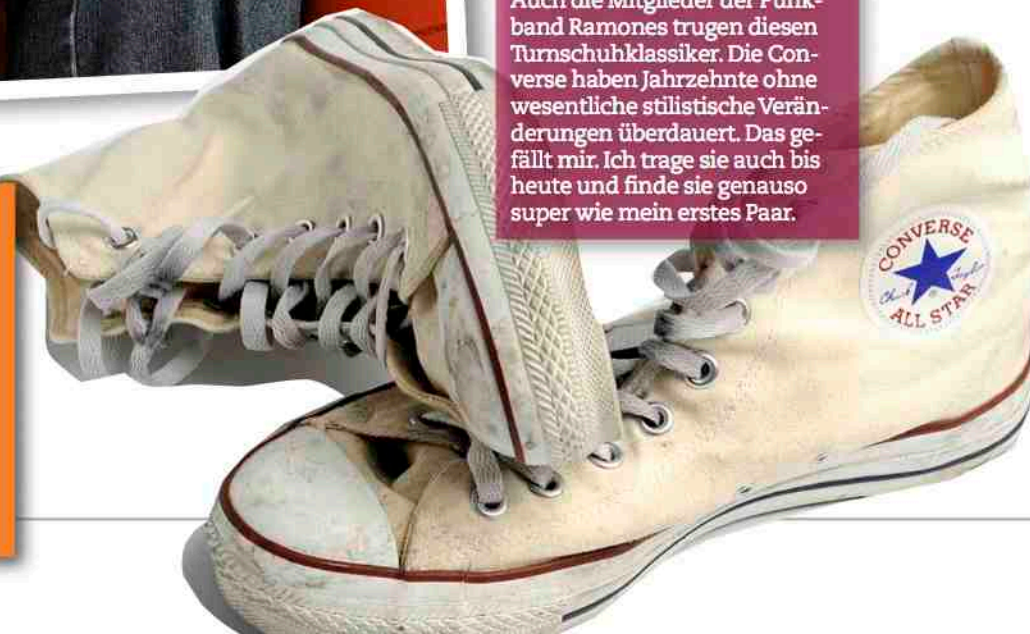 Auch die Mitglieder der Punk-
band Ramones trugen diesen
Turnschuhklassiker. Die Con-
verse haben Jahrzehnte ohne
wesentliche stilistische Verän-
derungen überdauert. Das ge-
fällt mir. Ich trage sie auch bis
heute und finde sie genauso
super wie mein erstes Paar.
CONVERSE
Chuck Taylor
®
ALL STAR